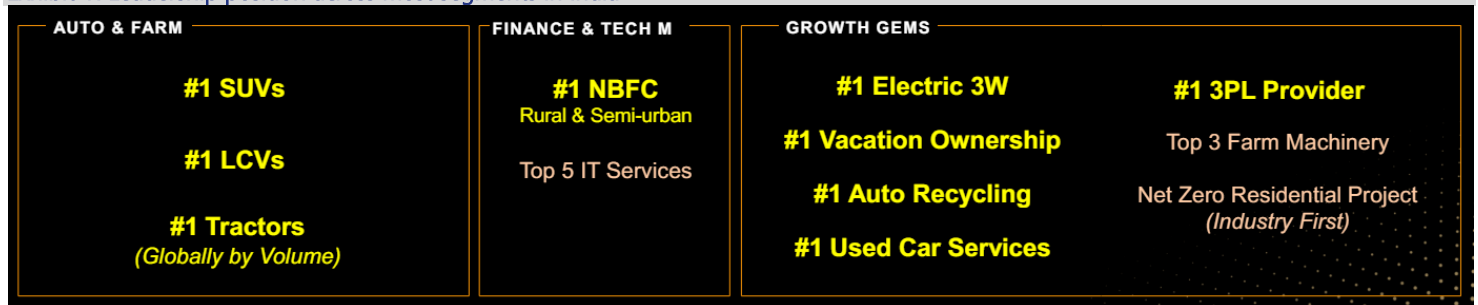 AUTO & FARM
#1 SUVs
#1 LCVs
#1 Tractors
(Globally by Volume)
FINANCE & TECH M
#1 NBFC
Rural & Semi-urban
Top 5 IT Services
GROWTH GEMS
#1 Electric 3W
#1 Vacation Ownership
#1 Auto Recycling
#1 Used Car Services
#1 3PL Provider
Top 3 Farm Machinery
Net Zero Residential Project
(Industry First)